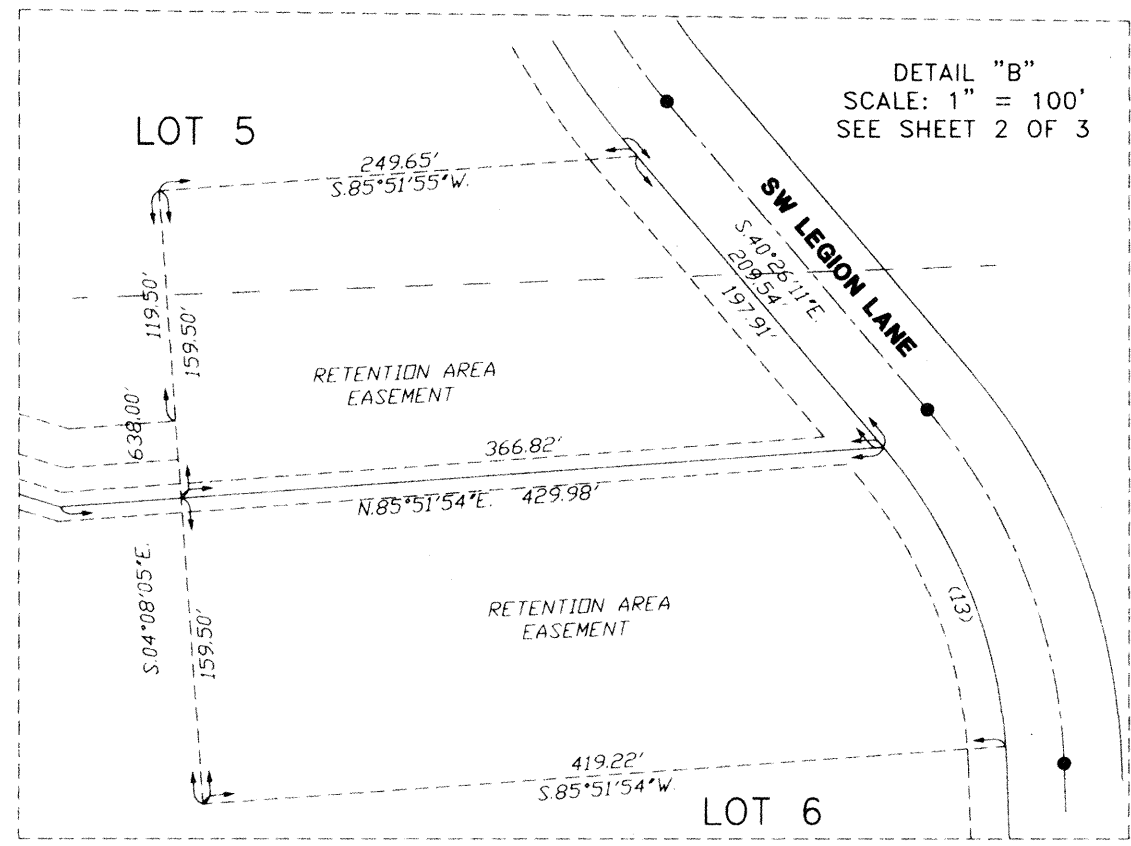 DETAIL "B"
SCALE: 1" = 100'
SEE SHEET 2 OF 3
LOT 5
249.65'
S.85°51'55"W.
SW LEGION LANE
S.40°26'11"E.
209.54'
197.91'
119.50'
159.50'
638.00'
RETENTION AREA
EASEMENT
366.82'
N.85°51'54"E. 429.98'
S.04°08'05"E.
159.50'
RETENTION AREA
EASEMENT
(13)
419.22'
S.85°51'54"W.
LOT 6